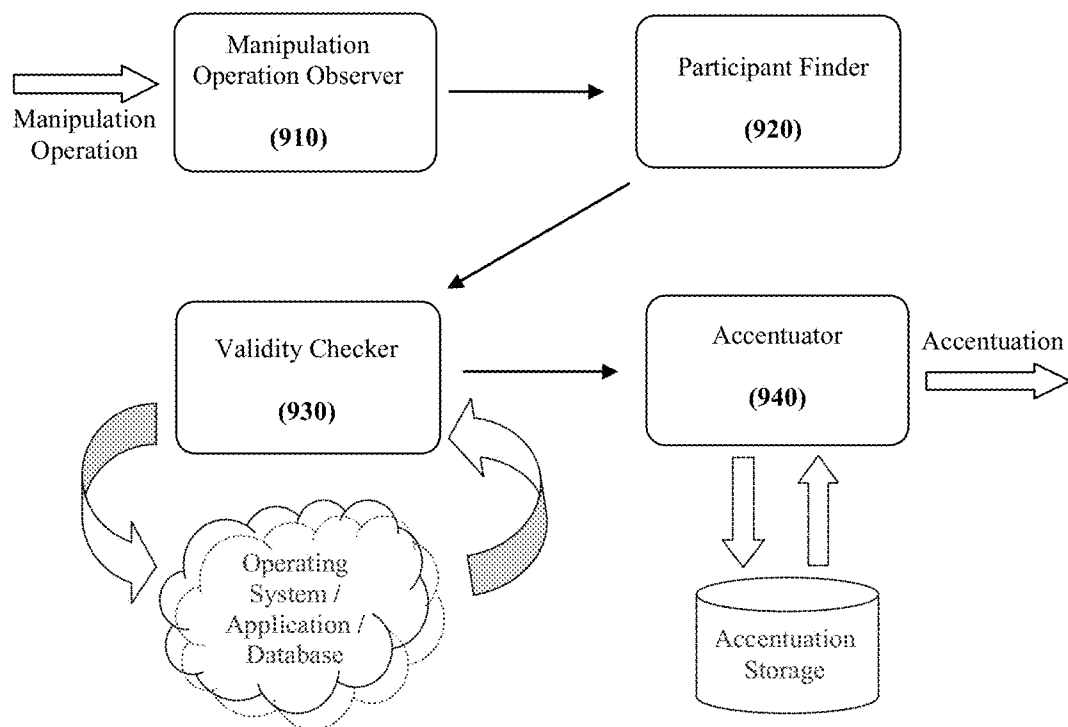 Manipulation
Operation
Manipulation
Operation Observer
(910)
Participant Finder
(920)
Validity Checker
(930)
Accentuator
(940)
Accentuation
Operating
System /
Application /
Database
Accentuation
Storage